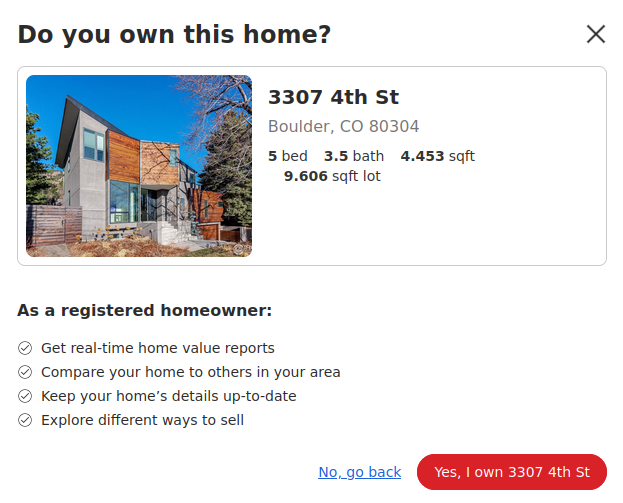 Do you own this home?
3307 4th St
Boulder, CO 80304
5 bed 3.5 bath 4.453 sqft
9.606 sqft lot
As a registered homeowner:
Get real-time home value reports
Compare your home to others in your area
Keep your home’s details up-to-date
Explore different ways to sell
No, go back
Yes, I own 3307 4th St